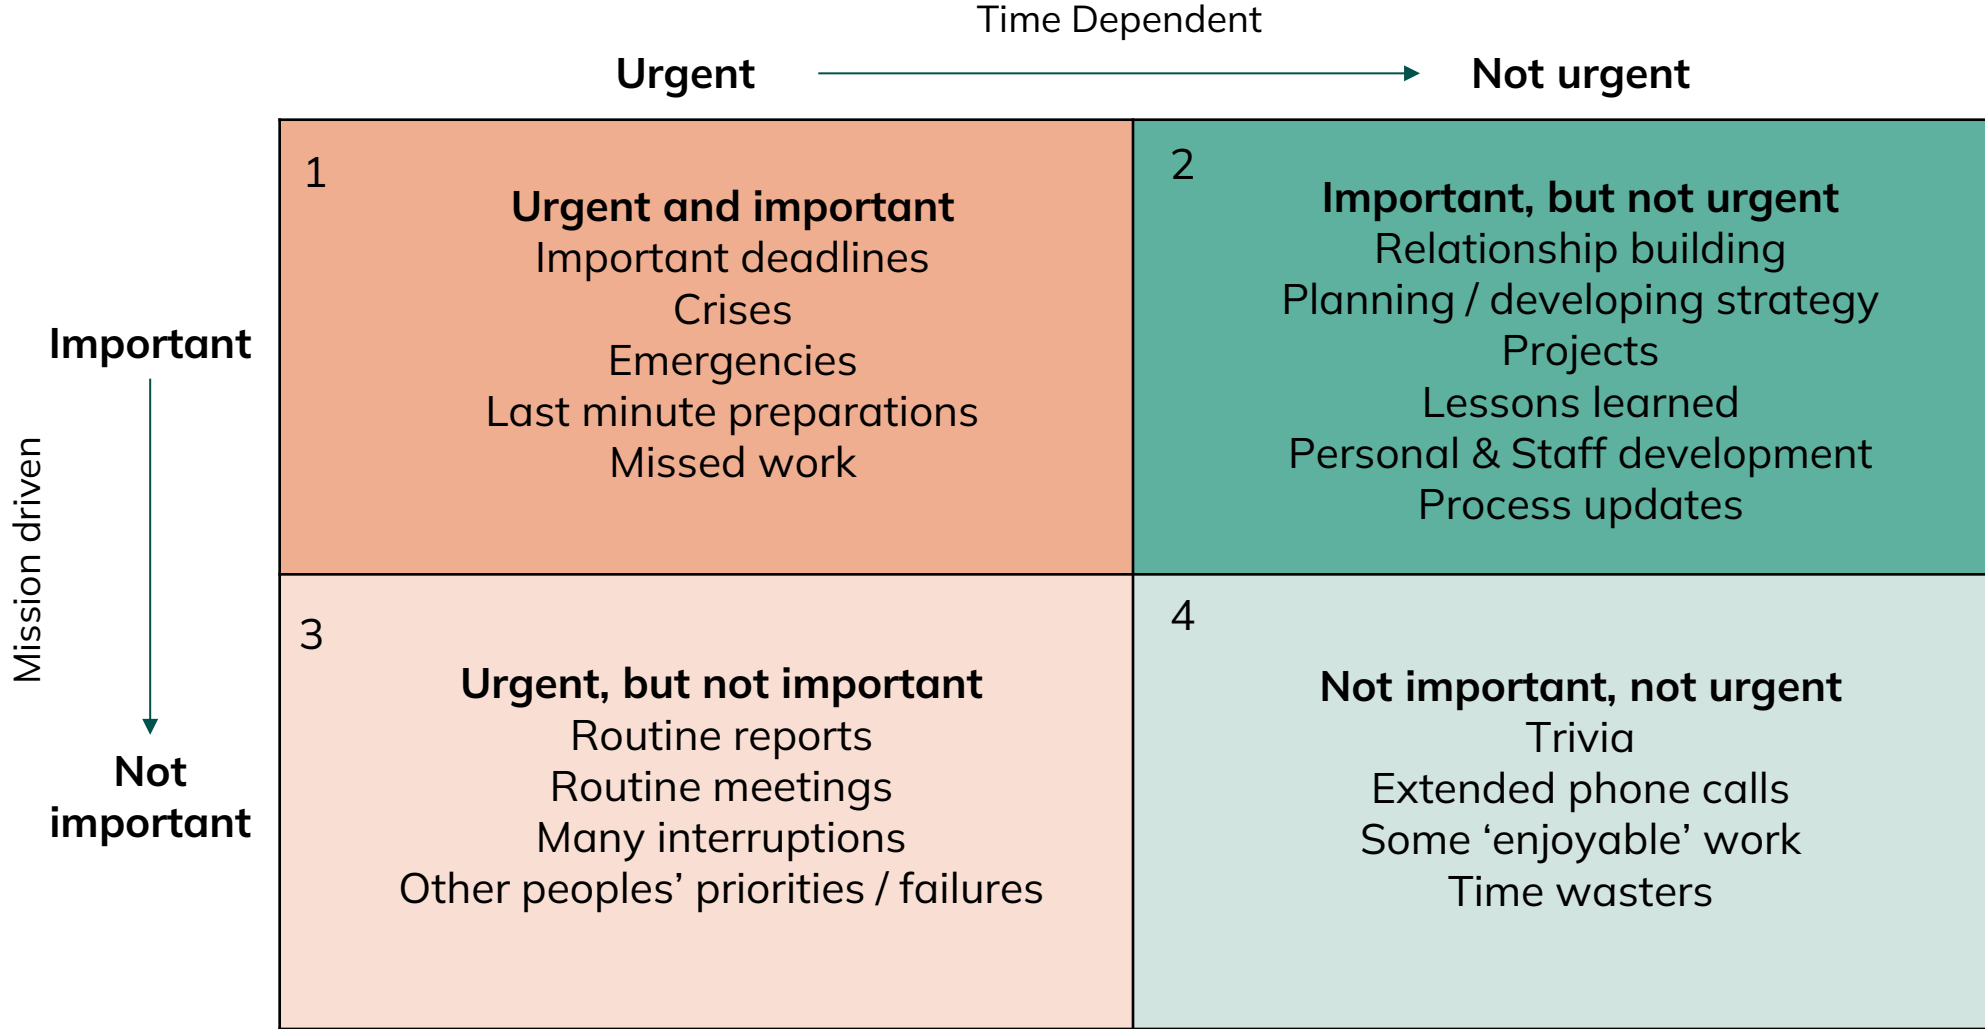 Time Dependent
Urgent
Not urgent
Important
Mission driven
Not
important
1
Urgent and important
Important deadlines
Crises
Emergencies
Last minute preparations
Missed work
2
Important, but not urgent
Relationship building
Planning / developing strategy
Projects
Lessons learned
Personal & Staff development
Process updates
3
Urgent, but not important
Routine reports
Routine meetings
Many interruptions
Other peoples’ priorities / failures
4
Not important, not urgent
Trivia
Extended phone calls
Some ‘enjoyable’ work
Time wasters